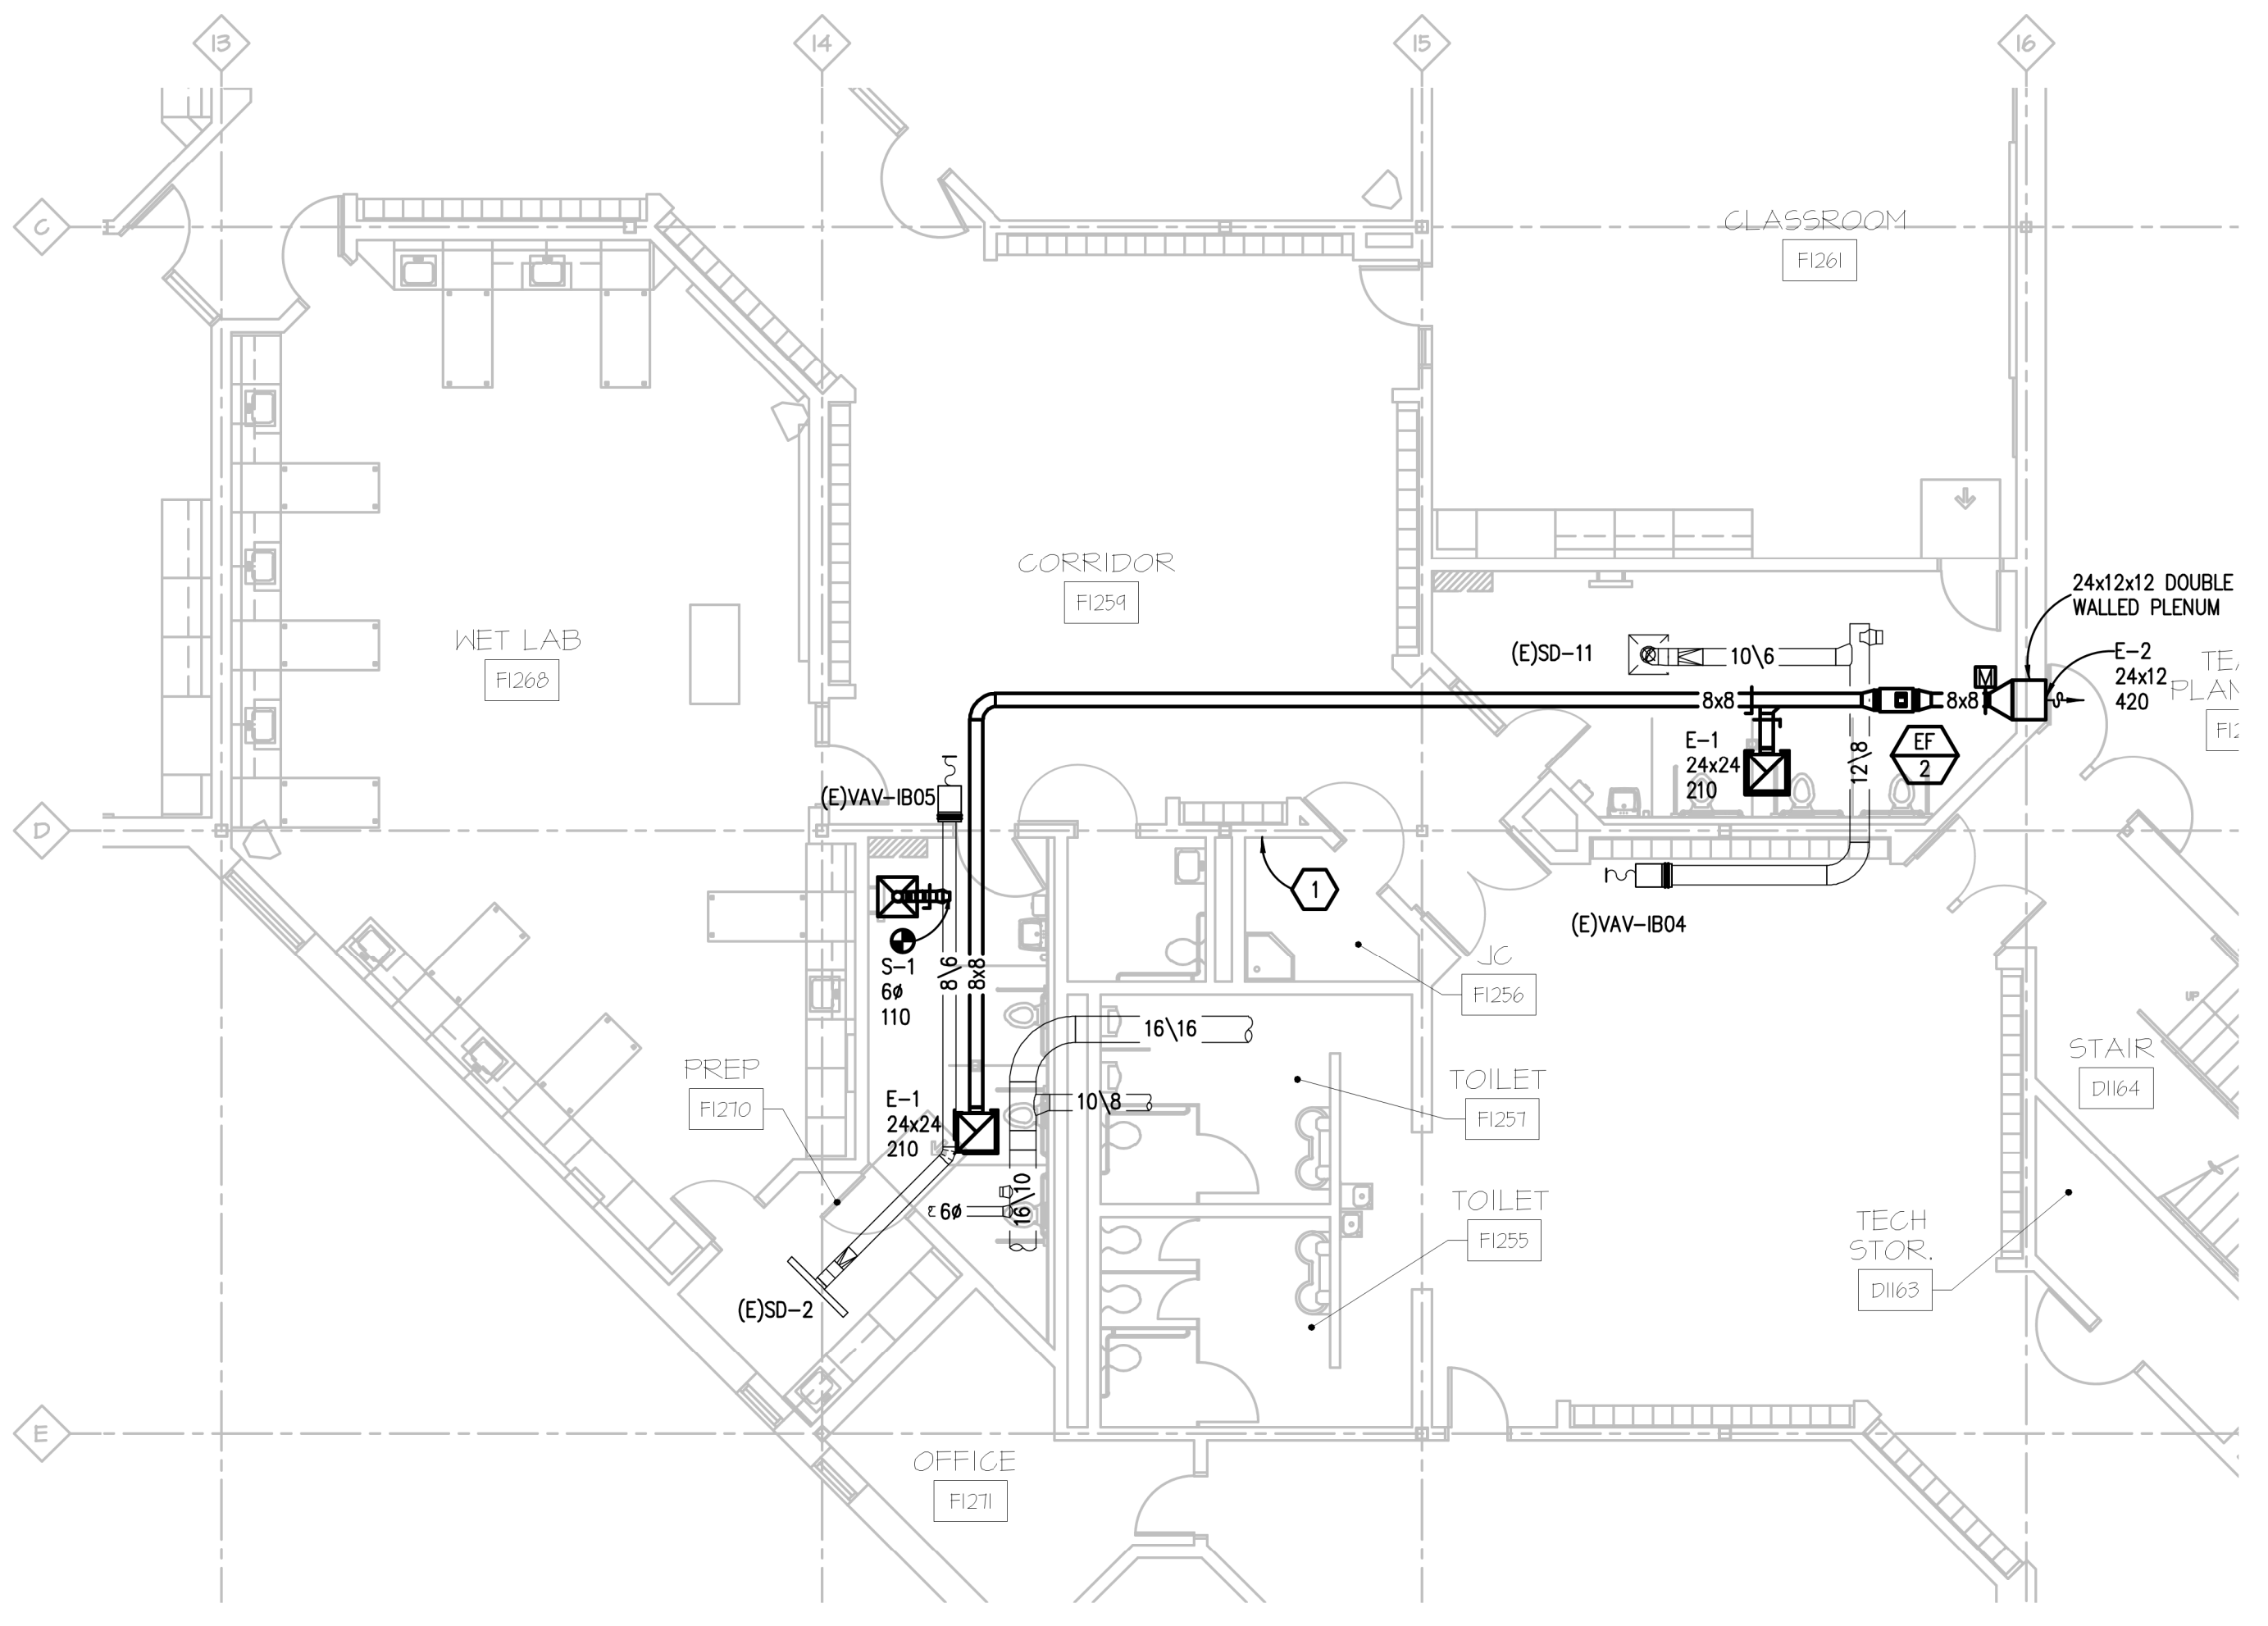 13
14
15
16
C
D
E
CLASSROOM
F1261
CORRIDOR
F1259
WET LAB
F1268
24x12x12 DOUBLE
WALLED PLENUM
E-2
24x12
420
(E)SD-11
10\6
M
8x8
8x8
E-1
24x24
210
12\8
EF
2
(E)VAV-IB05
(E)VAV-IB04
1
S-1
6ø
110
8\6
8x8
JC
F1256
16\16
10\8
PREP
F1270
E-1
24x24
210
TOILET
F1257
STAIR
D1164
UP
16\10
6ø
TOILET
F1255
TECH
STOR.
D1163
(E)SD-2
OFFICE
F1271